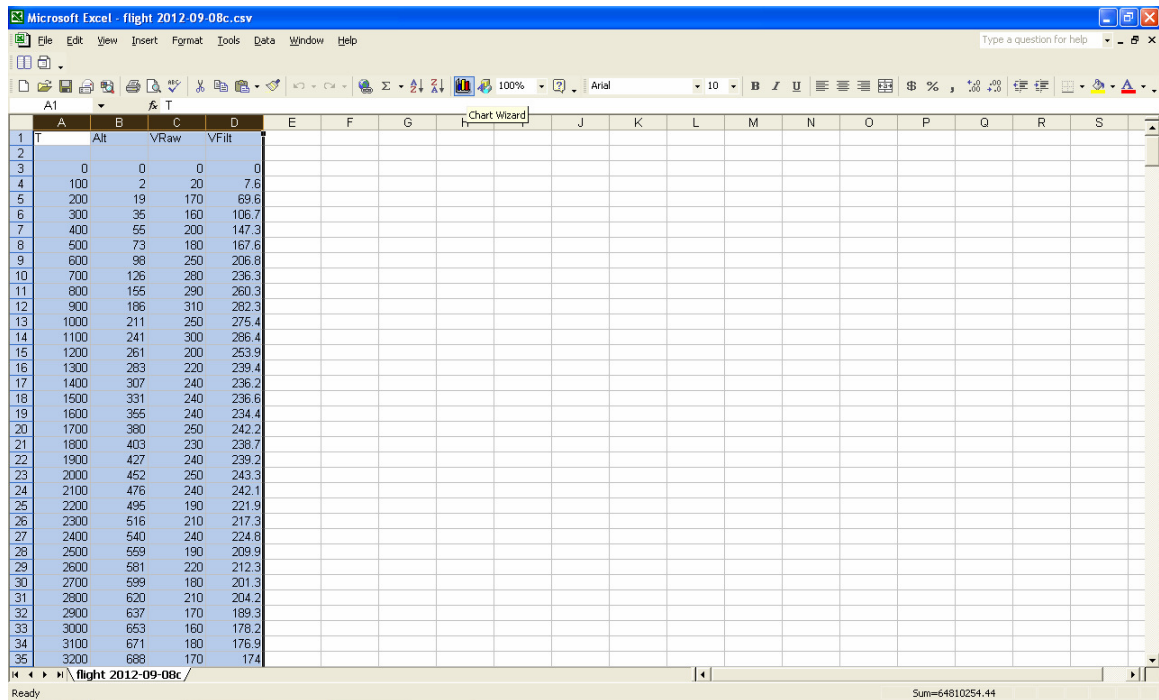 Microsoft Excel - flight 2012-09-08c.csv
File Edit View Insert Format Tools Data Window Help Type a question for help
100% Arial 10 B I U $ % ,
A1 fx T
Chart Wizard
A B C D E F G H I J K L M N O P Q R S
1 T Alt VRaw VFilt
2
3 0 0 0 0
4 100 2 20 7.6
5 200 19 170 69.6
6 300 35 160 106.7
7 400 55 200 147.3
8 500 73 180 167.6
9 600 98 250 206.8
10 700 126 280 236.3
11 800 155 290 260.3
12 900 186 310 282.3
13 1000 211 250 275.4
14 1100 241 300 286.4
15 1200 261 200 253.9
16 1300 283 220 239.4
17 1400 307 240 236.2
18 1500 331 240 236.6
19 1600 355 240 234.4
20 1700 380 250 242.2
21 1800 403 230 238.7
22 1900 427 240 239.2
23 2000 452 250 243.3
24 2100 476 240 242.1
25 2200 495 190 221.9
26 2300 516 210 217.3
27 2400 540 240 224.8
28 2500 559 190 209.9
29 2600 581 220 212.3
30 2700 599 180 201.3
31 2800 620 210 204.2
32 2900 637 170 189.3
33 3000 653 160 178.2
34 3100 671 180 176.9
35 3200 688 170 174
flight 2012-09-08c
Ready Sum=64810254.44